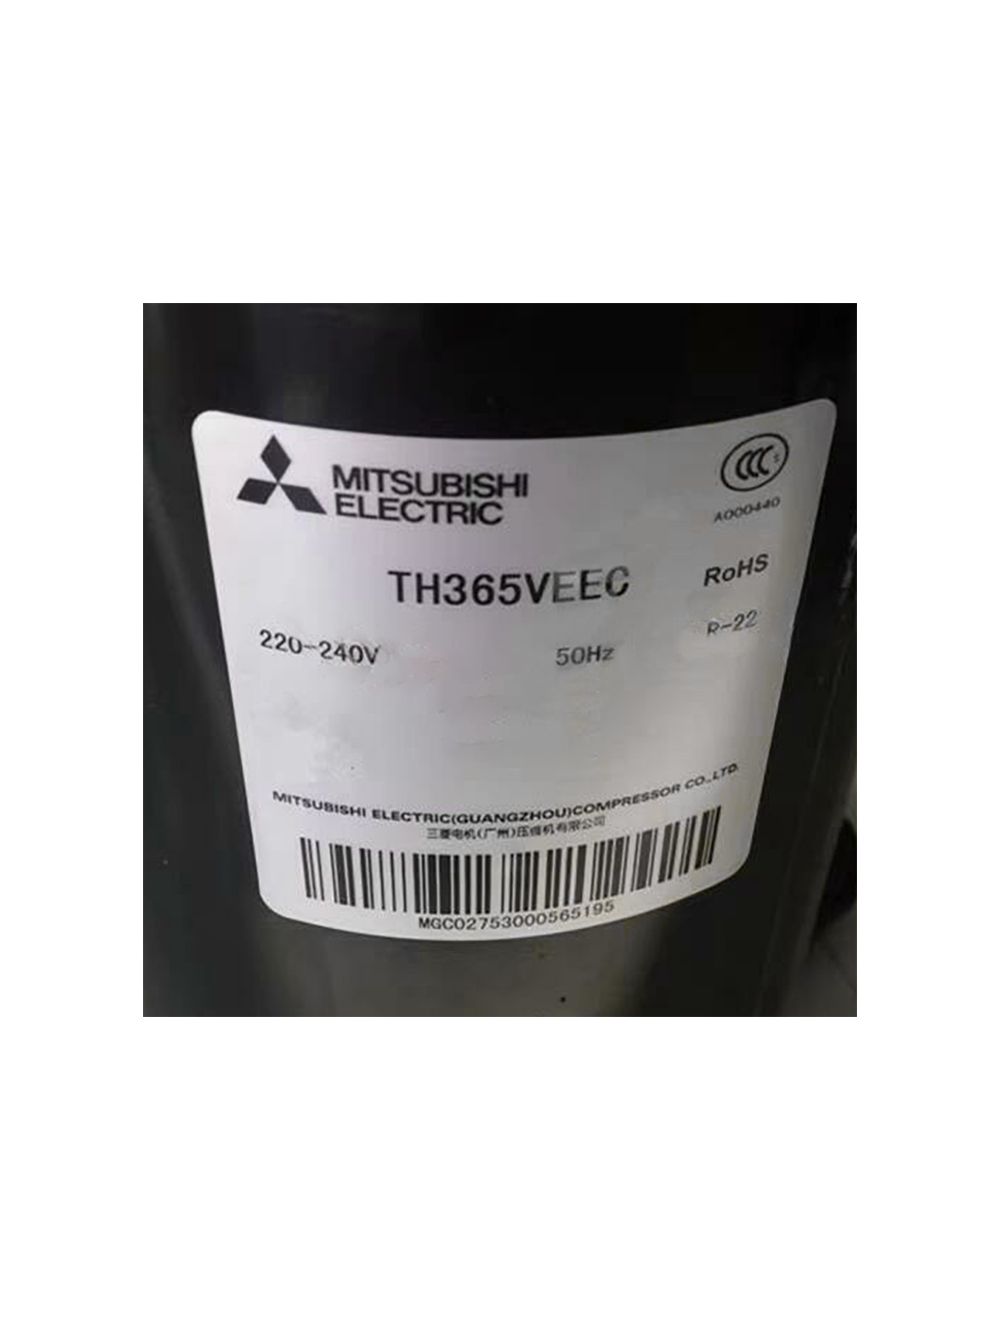 MITSUBISHI
ELECTRIC
CCC S
A000440
TH365VEEC
RoHS
220-240V
50Hz
R-22
MITSUBISHI ELECTRIC(GUANGZHOU)COMPRESSOR CO.,LTD.
三菱电机(广州)压缩机有限公司
MGC02753000565195